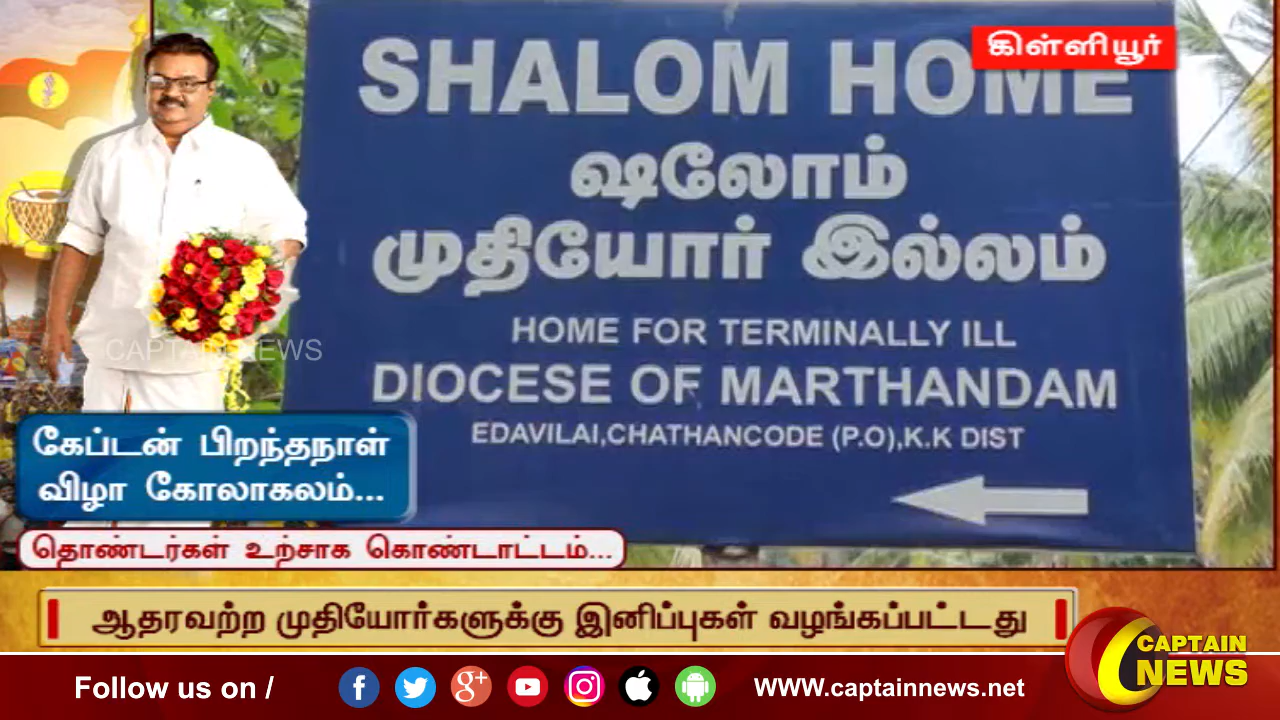 கிள்ளியூர்
SHALOM HOME
ஷலோம்
முதியோர் இல்லம்
HOME FOR TERMINALLY ILL
DIOCESE OF MARTHANDAM
EDAVILAI,CHATHANCODE (P.O),K.K DIST
CAPTAIN NEWS
கேப்டன் பிறந்தநாள்
விழா கோலாகலம்...
தொண்டர்கள் உற்சாக கொண்டாட்டம்...
ஆதரவற்ற முதியோர்களுக்கு இனிப்புகள் வழங்கப்பட்டது
CAPTAIN
NEWS
Follow us on / WWW.captainnews.net